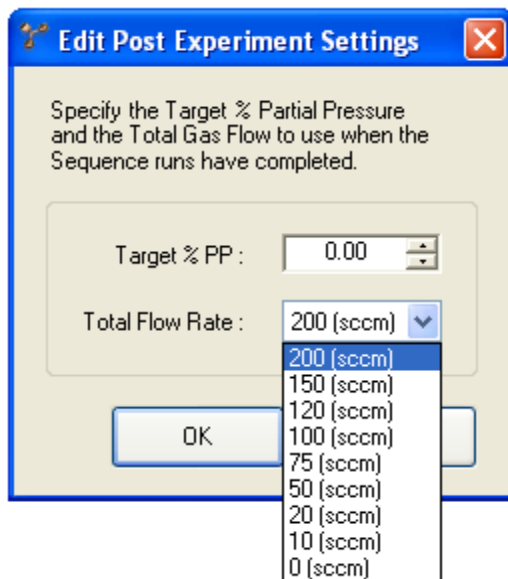 Edit Post Experiment Settings
Specify the Target % Partial Pressure
and the Total Gas Flow to use when the
Sequence runs have completed.
Target % PP : 0.00
Total Flow Rate : 200 (sccm)
200 (sccm)
150 (sccm)
120 (sccm)
100 (sccm)
OK
75 (sccm)
50 (sccm)
20 (sccm)
10 (sccm)
0 (sccm)